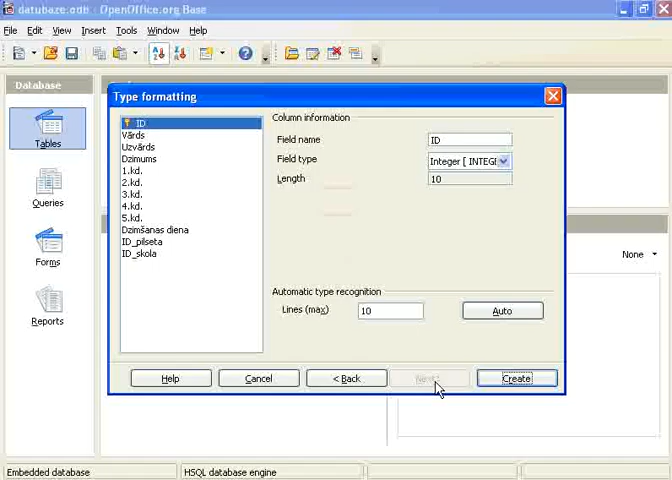 datubaze.odb - OpenOffice.org Base
File Edit View Insert Tools Window Help
Database
Tables
Queries
Forms
Reports
None
Type formatting
ID
Vārds
Uzvārds
Dzimums
1.kd.
2.kd.
3.kd.
4.kd.
5.kd.
Dzimšanas diena
ID_pilseta
ID_skola
Column information
Field name ID
Field type Integer [ INTEGE
Length 10
Automatic type recognition
Lines (max) 10 Auto
Help Cancel < Back Create
Embedded database HSQL database engine